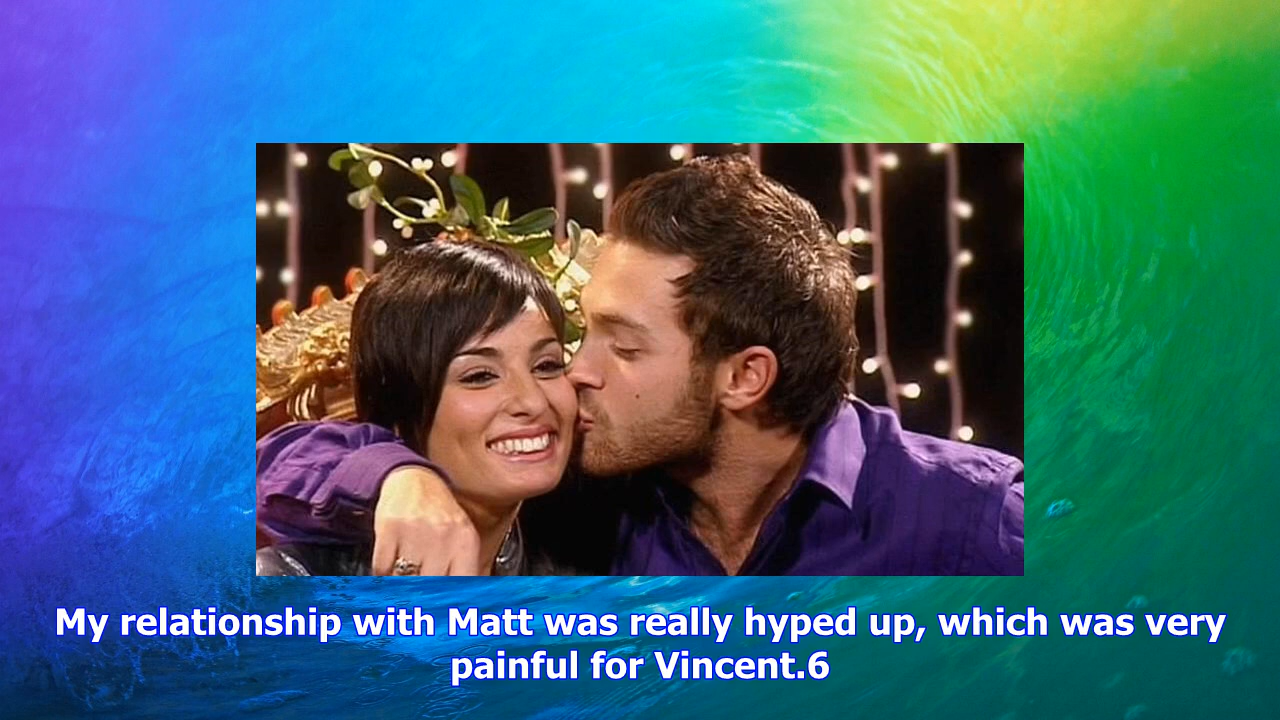 My relationship with Matt was really hyped up, which was very
painful for Vincent.6